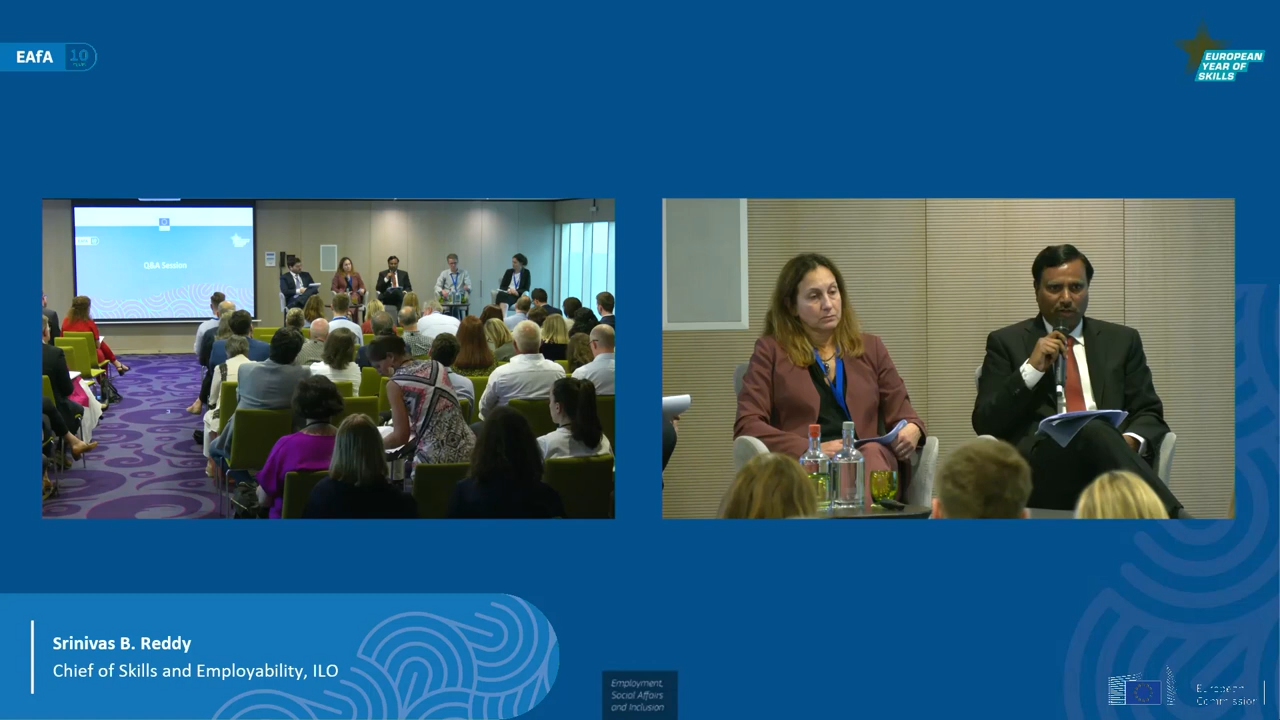 EAfA
10
EUROPEAN
YEAR OF
SKILLS
Q&A Session
Srinivas B. Reddy
Chief of Skills and Employability, ILO
Employment,
Social Affairs
and Inclusion
European
Commission